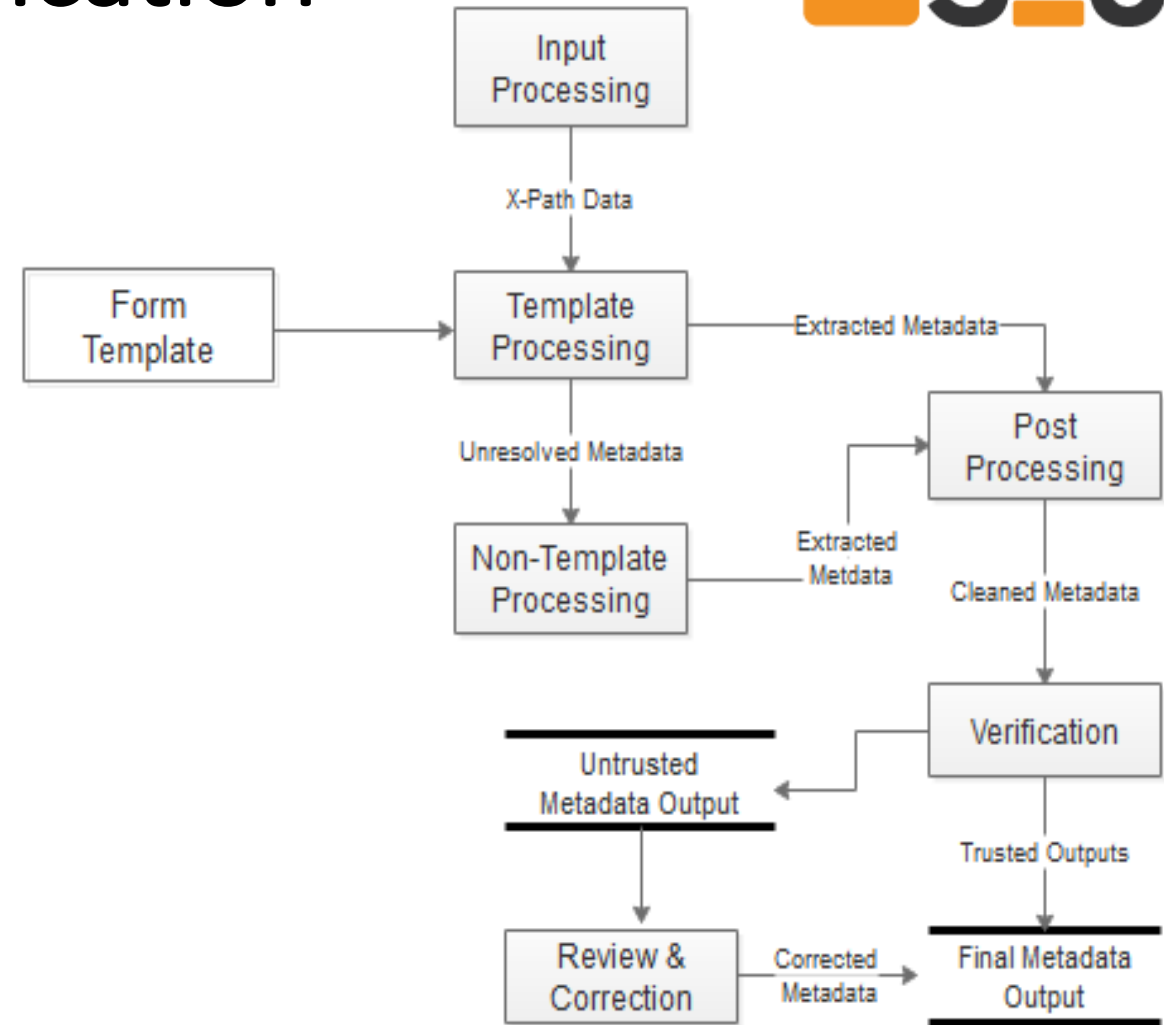 Input
Processing
X-Path Data
Form
Template
Template
Processing
Extracted Metadata
Unresolved Metadata
Post
Processing
Non-Template
Processing
Extracted
Metdata
Cleaned Metadata
Verification
Untrusted
Metadata Output
Trusted Outputs
Review &
Correction
Corrected
Metadata
Final Metadata
Output